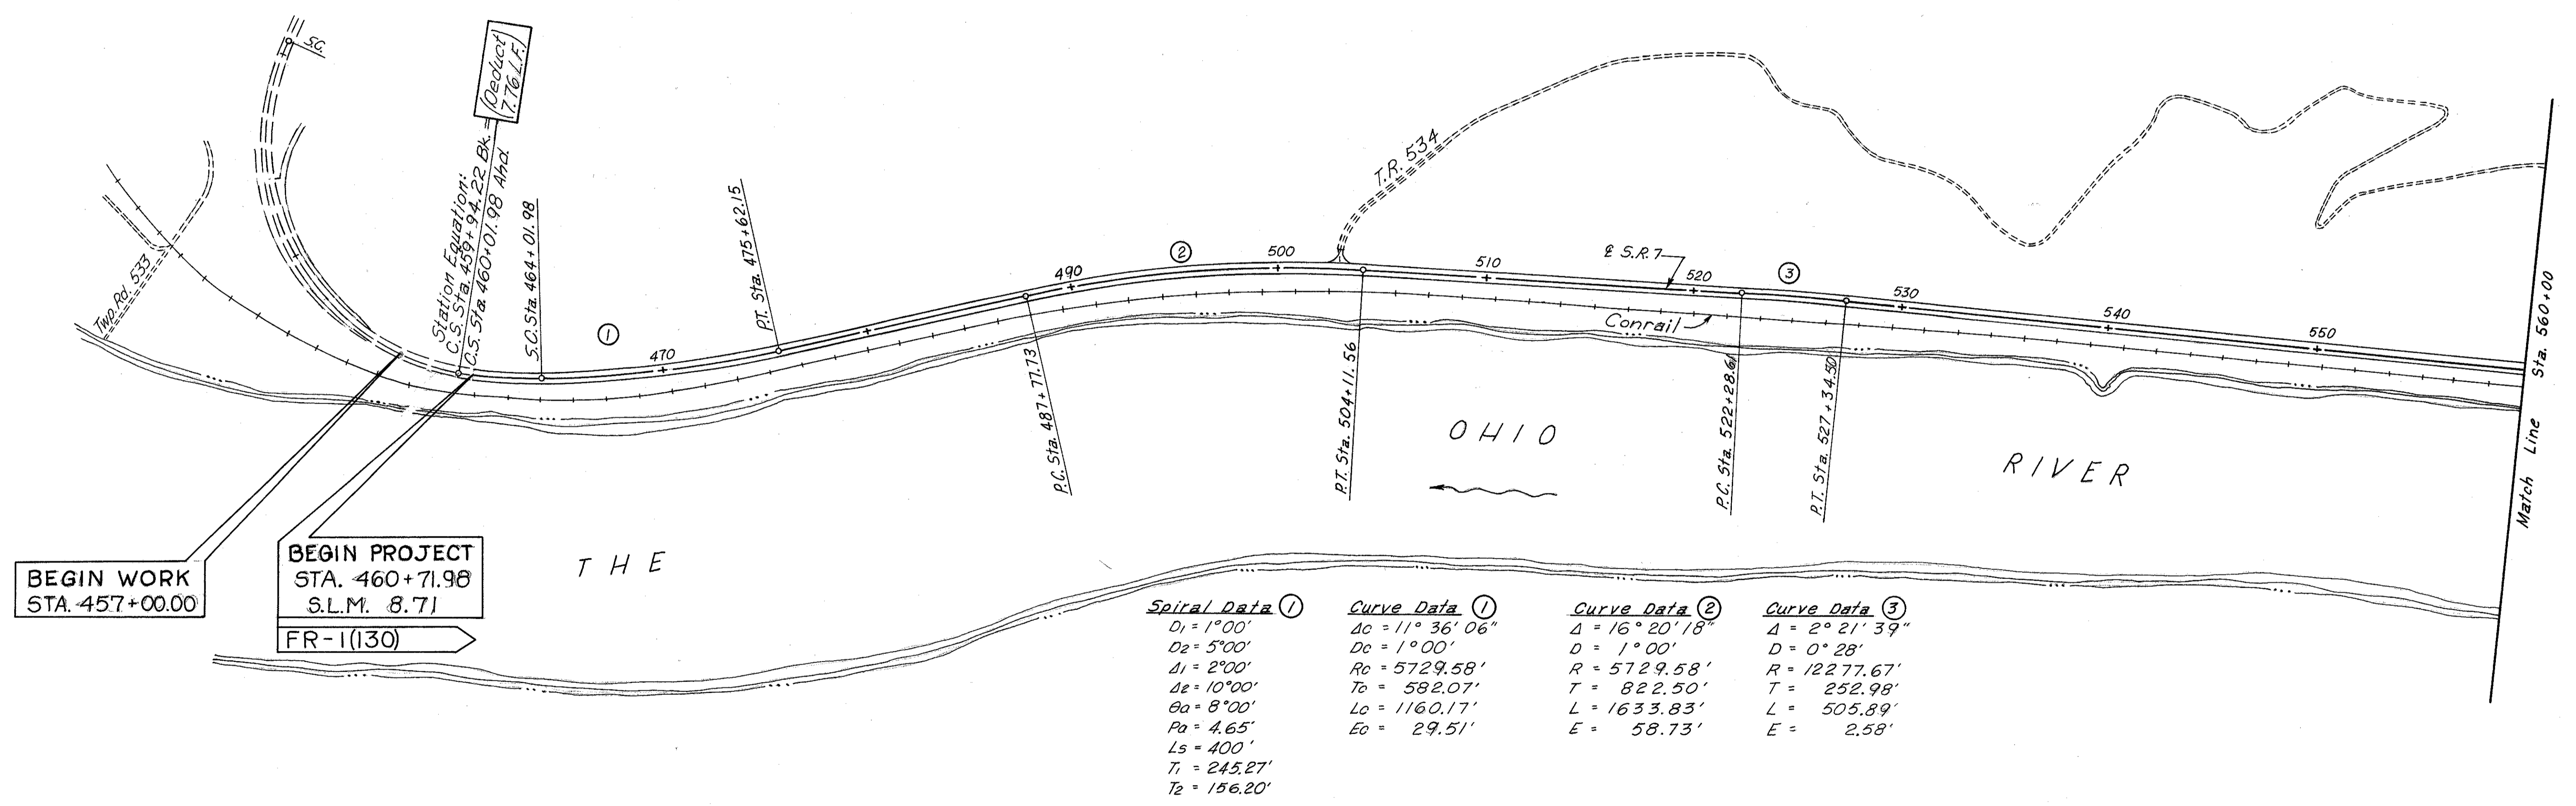 S.C.
(Deduct
7.76 L.F.)
Station Equation:
C.S. Sta. 459+94.22 Bk. =
C.S. Sta. 460+01.98 Ahd.
S.C. Sta. 464+01.98
P.T. Sta. 475+62.15
Twp. Rd. 533
T.R. 534
1
470
490
2
500
510
℄ S.R. 7
520
3
530
540
550
Conrail
P.C. Sta. 487+77.73
P.T. Sta. 504+11.56
P.C. Sta. 522+28.61
P.T. Sta. 527+34.50
Match Line Sta. 560+00
THE OHIO RIVER
BEGIN WORK
STA. 457+00.00
BEGIN PROJECT
STA. 460+71.98
S.L.M. 8.71
FR-1(130)
Spiral Data 1
D1 = 1°00'
D2 = 5°00'
Δ1 = 2°00'
Δ2 = 10°00'
θa = 8°00'
Pa = 4.65'
Ls = 400'
T1 = 245.27'
T2 = 156.20'
Curve Data 1
Δc = 11° 36' 06"
Dc = 1°00'
Rc = 5729.58'
Tc = 582.07'
Lc = 1160.17'
Ec = 29.51'
Curve Data 2
Δ = 16° 20' 18"
D = 1°00'
R = 5729.58'
T = 822.50'
L = 1633.83'
E = 58.73'
Curve Data 3
Δ = 2° 21' 39"
D = 0° 28'
R = 12277.67'
T = 252.98'
L = 505.89'
E = 2.58'